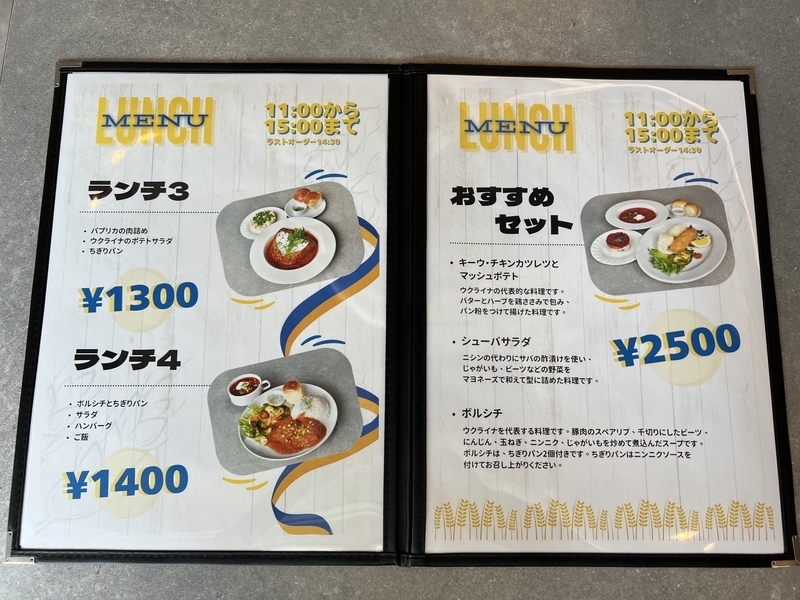 LUNCH
MENU
11:00から
15:00まで
ラストオーダー14:30
ランチ3
・パプリカの肉詰め
・ウクライナのポテトサラダ
・ちぎりパン
¥1300
ランチ4
・ボルシチとちぎりパン
・サラダ
・ハンバーグ
・ご飯
¥1400
LUNCH
MENU
11:00から
15:00まで
ラストオーダー14:30
おすすめ
セット
・キーウ・チキンカツレツと
マッシュポテト
ウクライナの代表的な料理です。
バターとハーブを鶏ささみで包み、
パン粉をつけて揚げた料理です。
¥2500
・シューバサラダ
ニシンの代わりにサバの酢漬けを使い、
じゃがいも、ビーツなどの野菜を
マヨネーズで和えて型に詰めた料理です。
・ボルシチ
ウクライナを代表する料理です。豚肉のスペアリブ、千切りにしたビーツ、
にんじん、玉ねぎ、ニンニク、じゃがいもを炒めて煮込んだスープです。
ボルシチは、ちぎりパン2個付きです。ちぎりパンはニンニクソースを
付けてお召し上がりください。